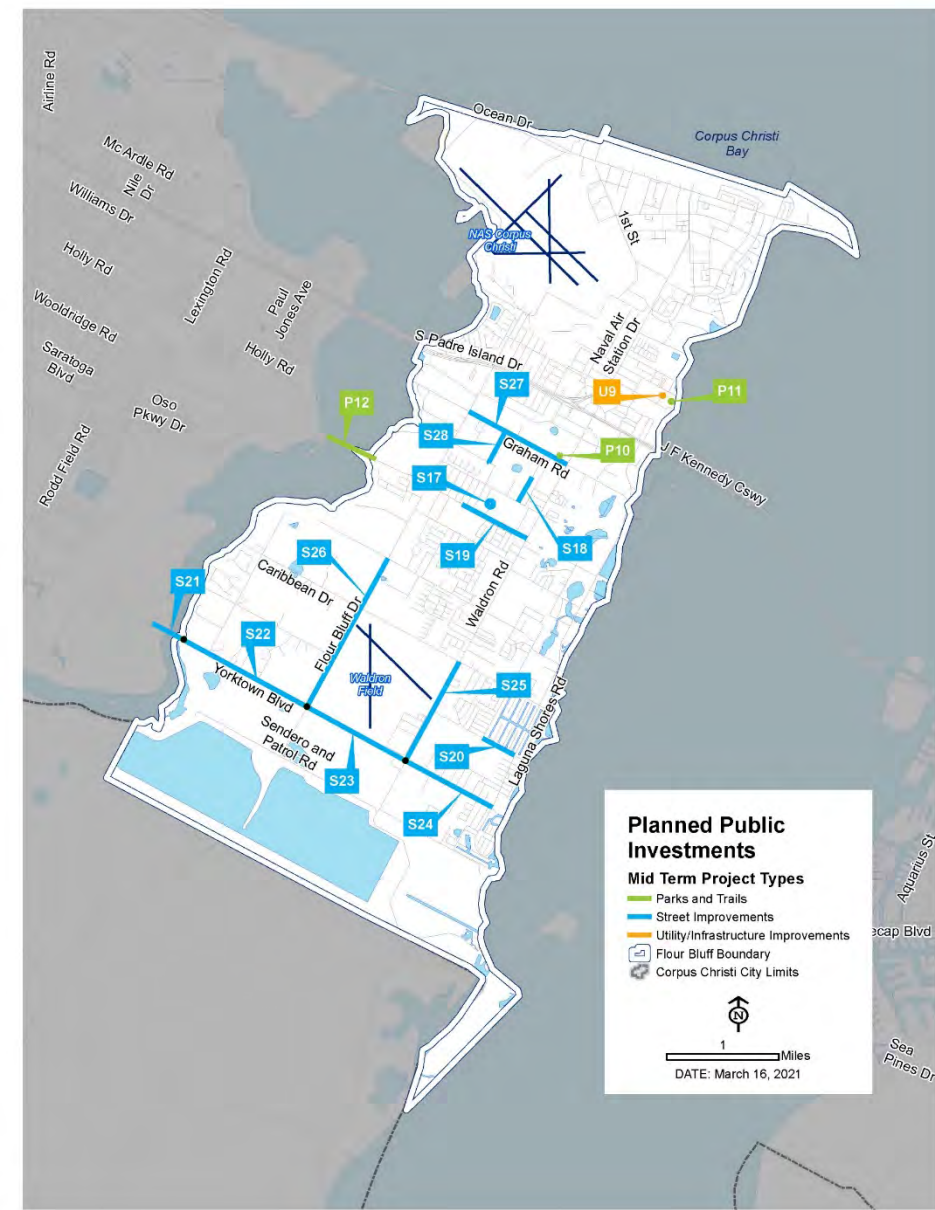 Ocean Dr
Corpus Christi
Bay
Airline Rd
Mc Ardle Rd
Nile
Dr
Williams Dr
1st St
NAS Corpus
Christi
Holly Rd
Lexington Rd
Paul
Jones Ave
Wooldridge Rd
Naval Air
Station Dr
S Padre Island Dr
Holly Rd
Saratoga
Blvd
S27
U9
P11
Oso
Pkwy Dr
P12
S28
Graham Rd
P10
J F Kennedy Cswy
Rodd Field Rd
S17
S18
S19
S26
Caribbean Dr
S21
Waldron Rd
Flour Bluff Dr
S22
Waldron
Field
S25
Yorktown Blvd
Laguna Shores Rd
Sendero and
Patrol Rd
S20
S23
S24
Planned Public
Investments
Mid Term Project Types
Parks and Trails
Street Improvements
Utility/Infrastructure Improvements
Flour Bluff Boundary
Corpus Christi City Limits
N
1
Miles
DATE: March 16, 2021
Aquarius St
ecap Blvd
Sea
Pines Dr